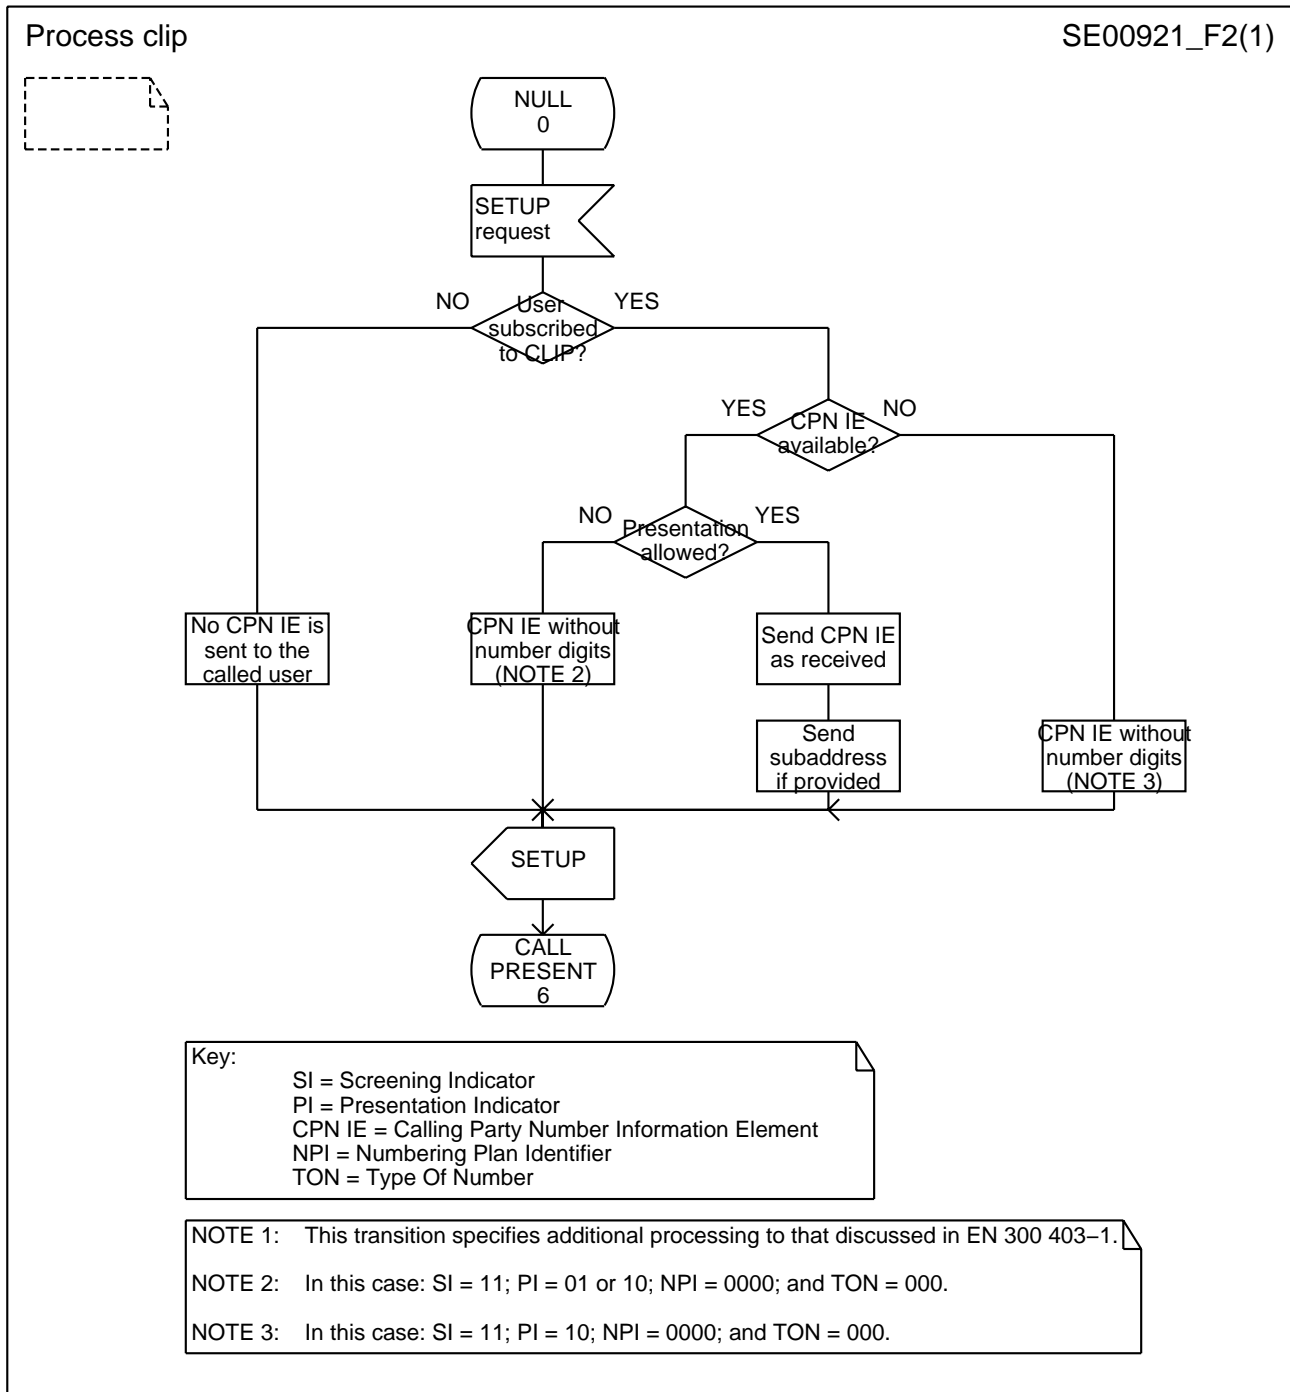 Process clip
SE00921_F2(1)
NULL
0
SETUP
request
NO
YES
User
subscribed
to CLIP?
YES
NO
CPN IE
available?
NO
YES
Presentation
allowed?
No CPN IE is
sent to the
called user
CPN IE without
number digits
(NOTE 2)
Send CPN IE
as received
Send
subaddress
if provided
CPN IE without
number digits
(NOTE 3)
SETUP
CALL
PRESENT
6
Key:
SI = Screening Indicator
PI = Presentation Indicator
CPN IE = Calling Party Number Information Element
NPI = Numbering Plan Identifier
TON = Type Of Number
NOTE 1: This transition specifies additional processing to that discussed in EN 300 403−1.
NOTE 2: In this case: SI = 11; PI = 01 or 10; NPI = 0000; and TON = 000.
NOTE 3: In this case: SI = 11; PI = 10; NPI = 0000; and TON = 000.